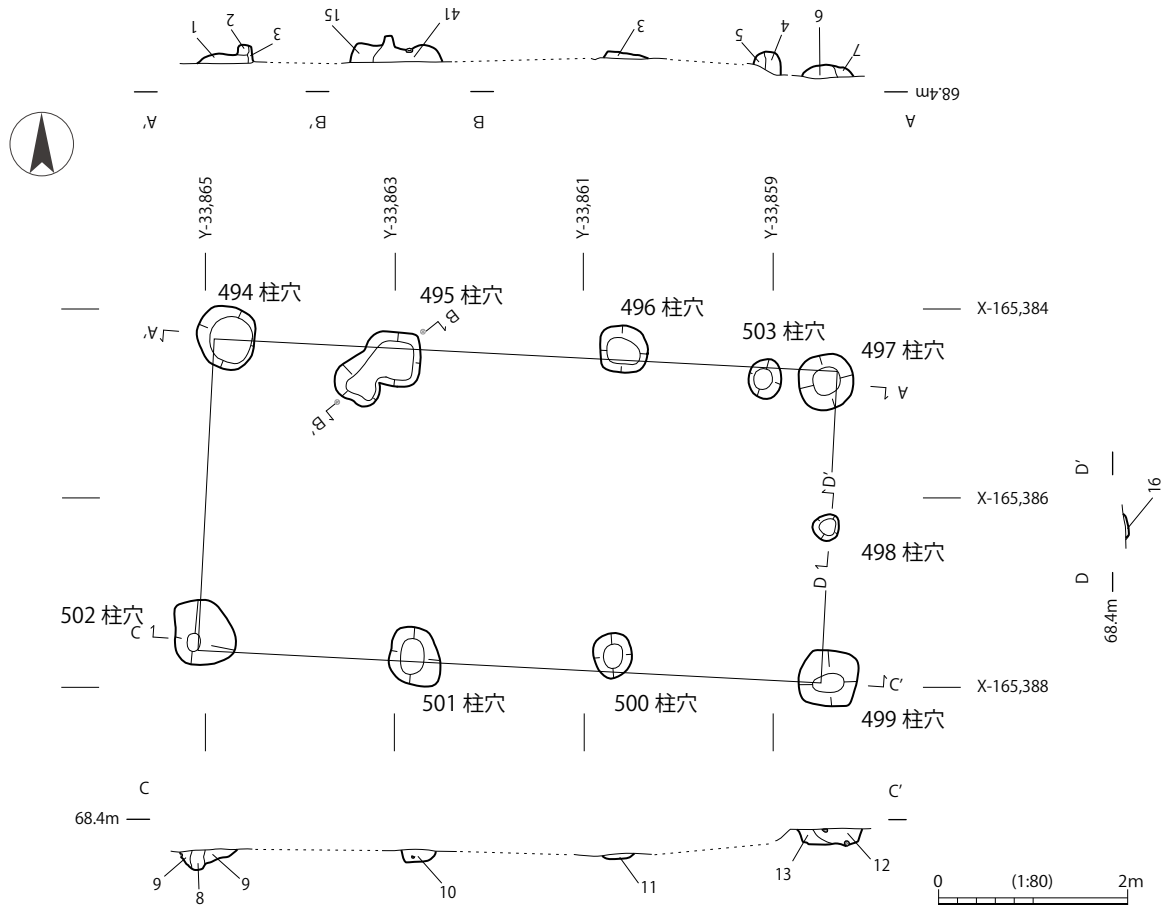 1 2 3 15 41 3 5 4 6 7
68.4m
A' B' B A
Y-33,865 Y-33,863 Y-33,861 Y-33,859
494 柱穴
495 柱穴
496 柱穴
503 柱穴
497 柱穴
X-165,384
A'
B
B'
A
D'
498 柱穴
X-165,386
D
D'
16
D
68.4m
502 柱穴
C
501 柱穴
500 柱穴
C'
499 柱穴
X-165,388
C C'
68.4m
9 8 9 10 11 13 12
0 (1:80) 2m